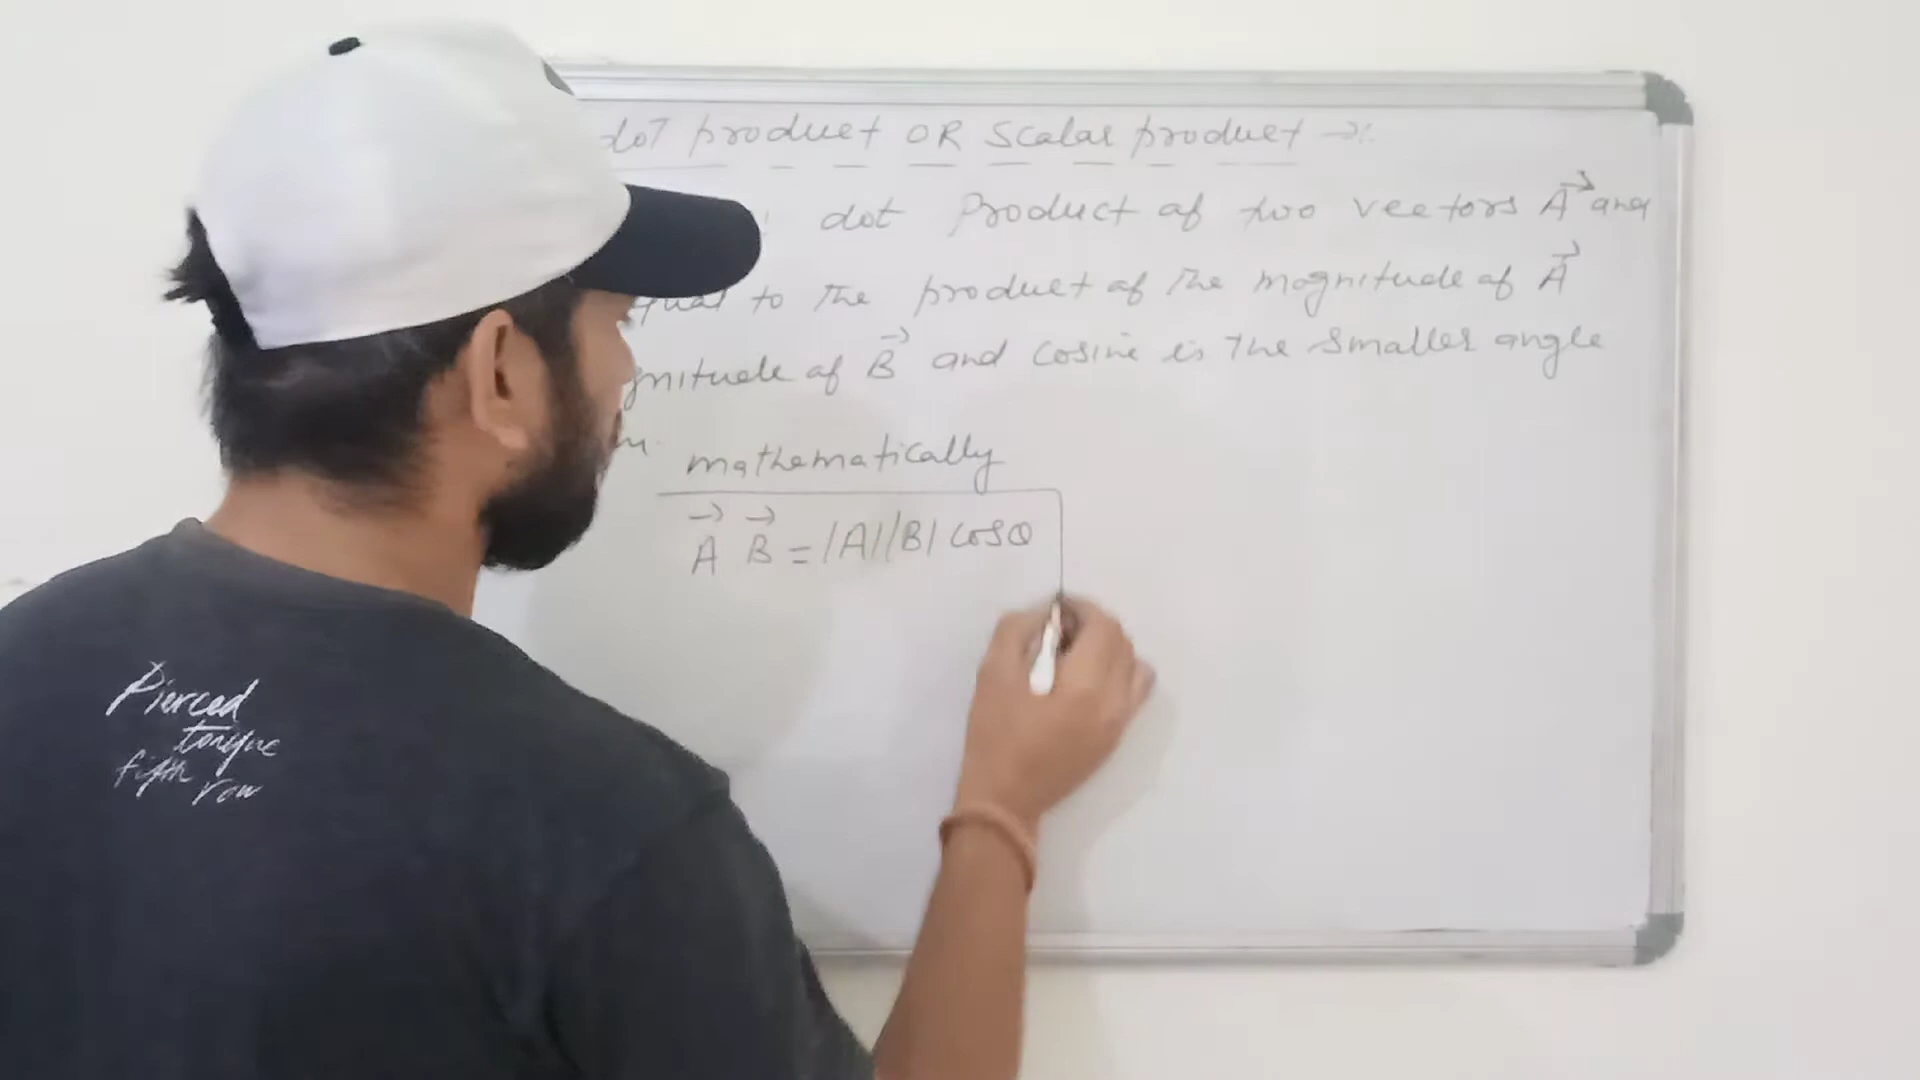 dot product OR Scalar product →:
dot Product of two vectors A⃗ and
equal to The product of The magnitude of A⃗
gnitude of B⃗ and Cosine is The Smaller angle
mathematically
A⃗ B⃗ = |A||B| cosθ
Pierced
tongue
fifth row